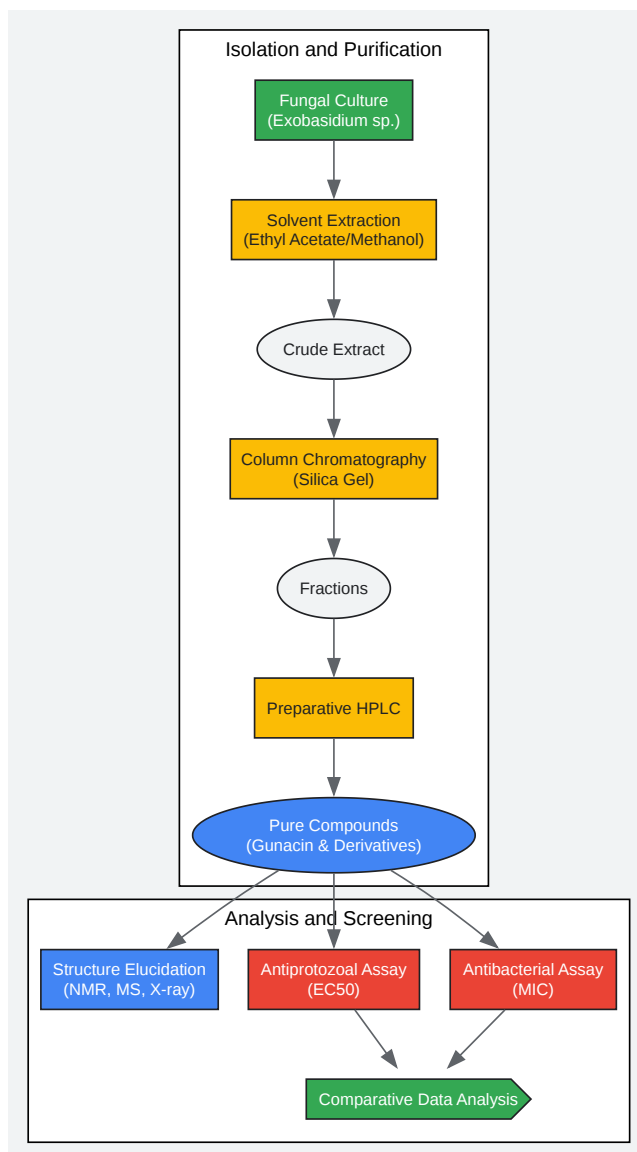 Isolation and Purification
Fungal Culture
(Exobasidium sp.)
Solvent Extraction
(Ethyl Acetate/Methanol)
Crude Extract
Column Chromatography
(Silica Gel)
Fractions
Preparative HPLC
Pure Compounds
(Gunacin & Derivatives)
Analysis and Screening
Structure Elucidation
(NMR, MS, X-ray)
Antiprotozoal Assay
(EC50)
Antibacterial Assay
(MIC)
Comparative Data Analysis